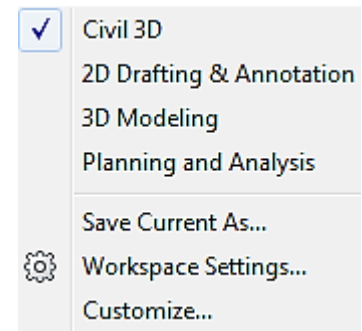 Civil 3D
2D Drafting & Annotation
3D Modeling
Planning and Analysis
Save Current As...
Workspace Settings...
Customize...